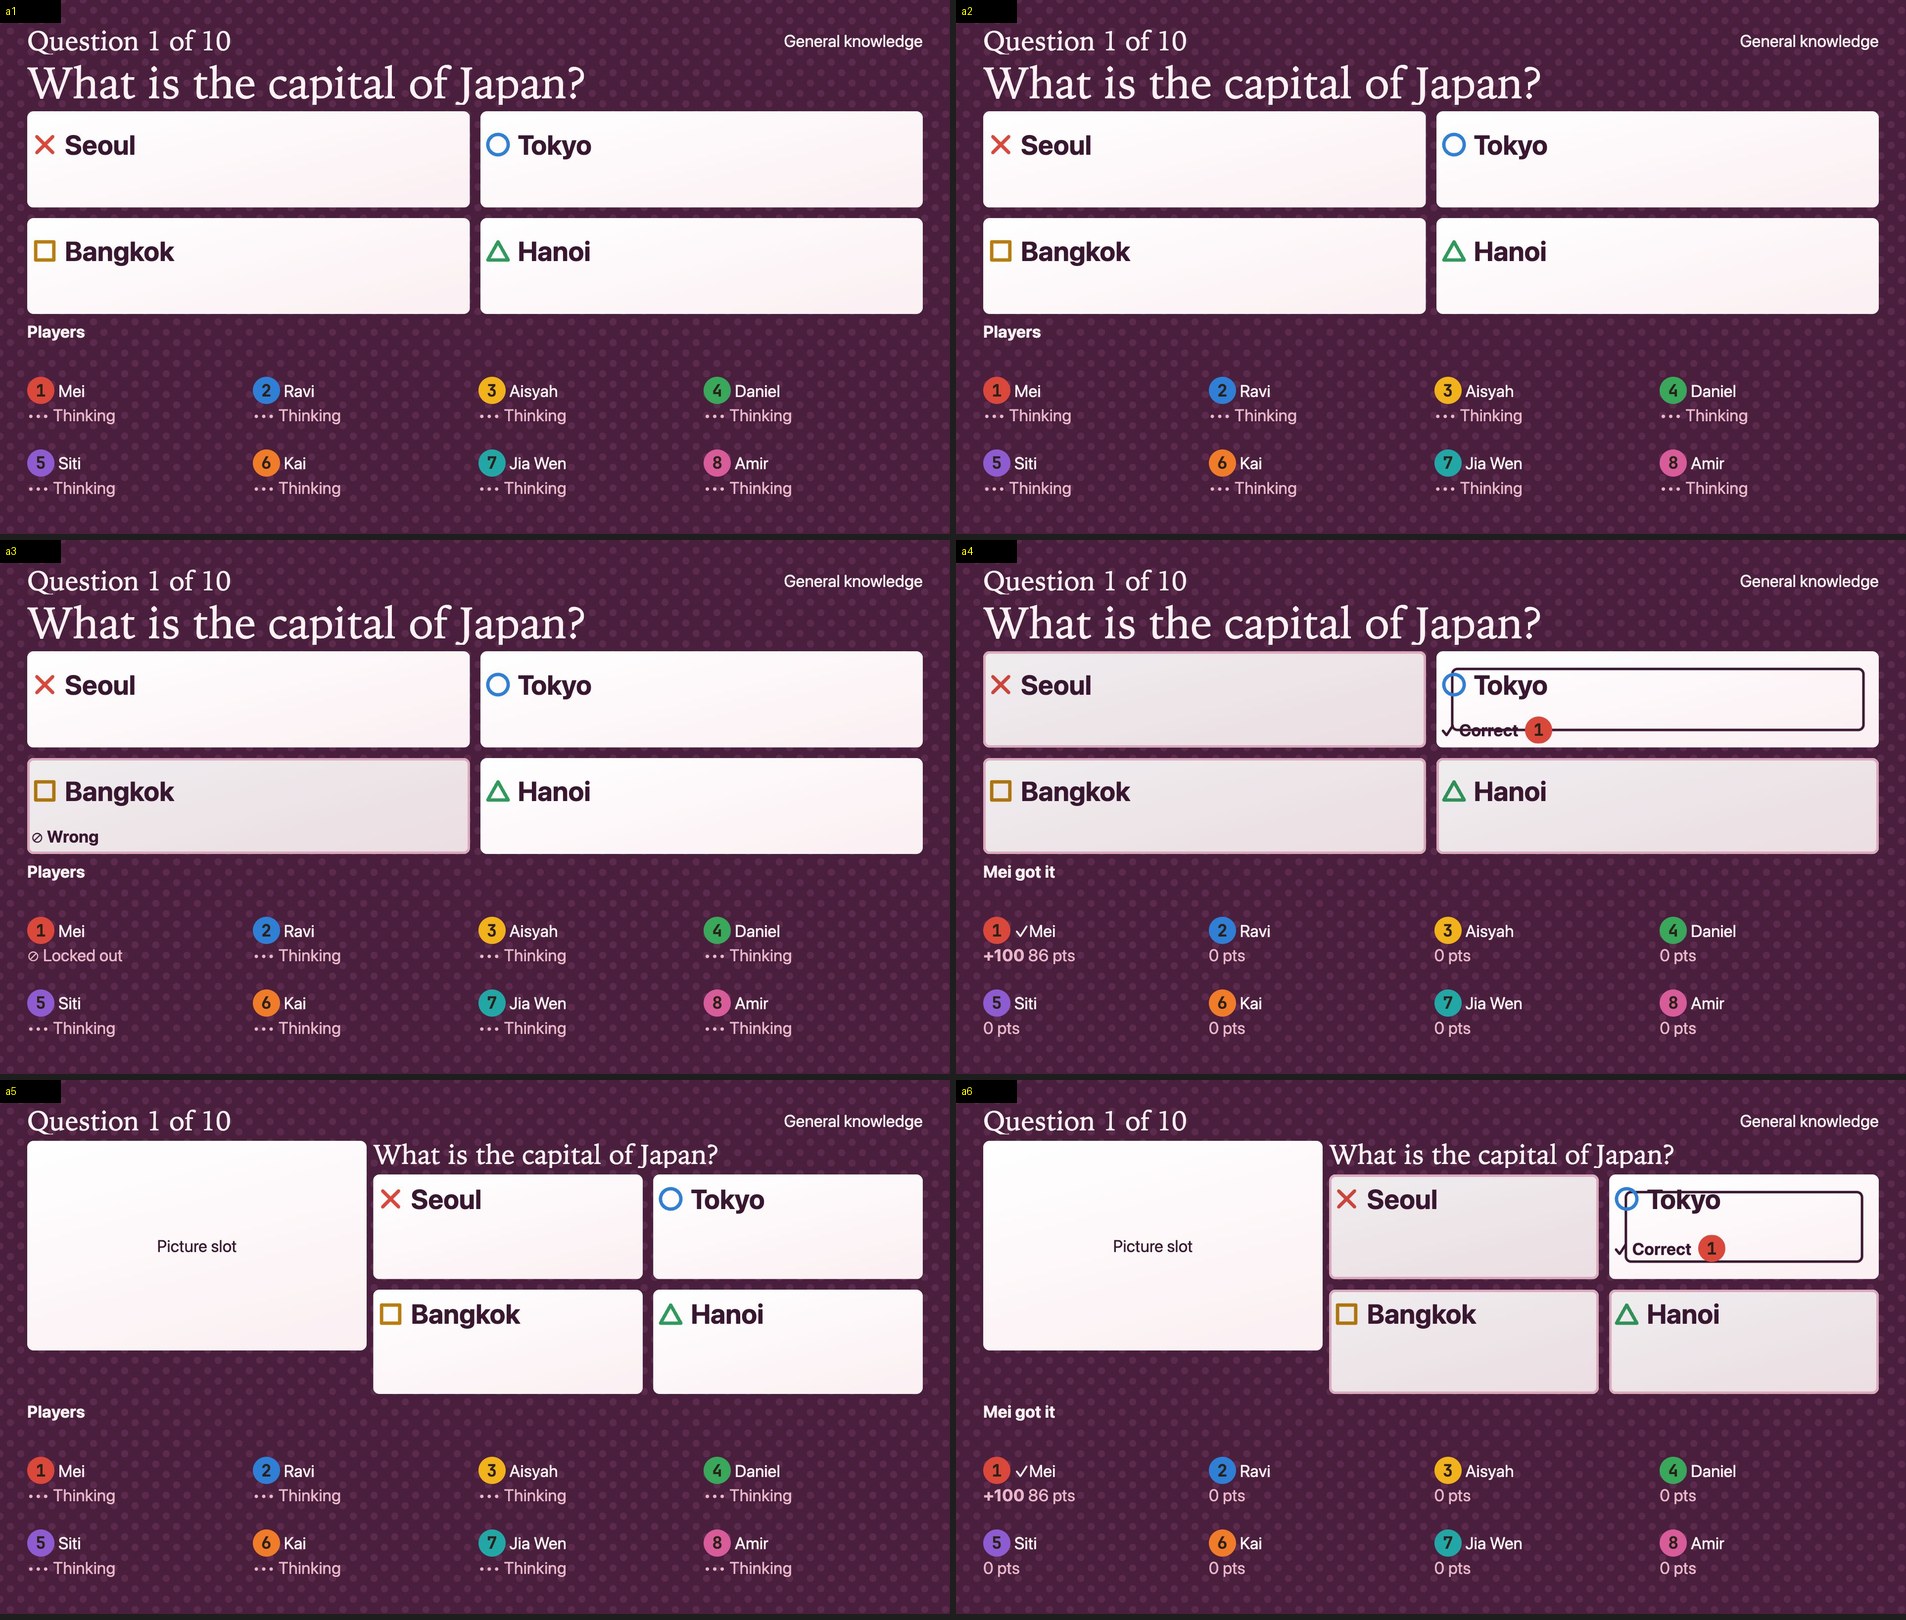 a1
Question 1 of 10
General knowledge
What is the capital of Japan?
Seoul
Tokyo
Bangkok
Hanoi
Players
1 Mei
2 Ravi
3 Aisyah
4 Daniel
··· Thinking
··· Thinking
··· Thinking
··· Thinking
5 Siti
6 Kai
7 Jia Wen
8 Amir
··· Thinking
··· Thinking
··· Thinking
··· Thinking
a2
Question 1 of 10
General knowledge
What is the capital of Japan?
Seoul
Tokyo
Bangkok
Hanoi
Players
1 Mei
2 Ravi
3 Aisyah
4 Daniel
··· Thinking
··· Thinking
··· Thinking
··· Thinking
5 Siti
6 Kai
7 Jia Wen
8 Amir
··· Thinking
··· Thinking
··· Thinking
··· Thinking
a3
Question 1 of 10
General knowledge
What is the capital of Japan?
Seoul
Tokyo
Bangkok
Hanoi
Wrong
Players
1 Mei
2 Ravi
3 Aisyah
4 Daniel
Locked out
··· Thinking
··· Thinking
··· Thinking
5 Siti
6 Kai
7 Jia Wen
8 Amir
··· Thinking
··· Thinking
··· Thinking
··· Thinking
a4
Question 1 of 10
General knowledge
What is the capital of Japan?
Seoul
Tokyo
✓ Correct 1
Bangkok
Hanoi
Mei got it
1 ✓Mei
2 Ravi
3 Aisyah
4 Daniel
+100 86 pts
0 pts
0 pts
0 pts
5 Siti
6 Kai
7 Jia Wen
8 Amir
0 pts
0 pts
0 pts
0 pts
a5
Question 1 of 10
General knowledge
Picture slot
What is the capital of Japan?
Seoul
Tokyo
Bangkok
Hanoi
Players
1 Mei
2 Ravi
3 Aisyah
4 Daniel
··· Thinking
··· Thinking
··· Thinking
··· Thinking
5 Siti
6 Kai
7 Jia Wen
8 Amir
··· Thinking
··· Thinking
··· Thinking
··· Thinking
a6
Question 1 of 10
General knowledge
Picture slot
What is the capital of Japan?
Seoul
Tokyo
✓ Correct 1
Bangkok
Hanoi
Mei got it
1 ✓Mei
2 Ravi
3 Aisyah
4 Daniel
+100 86 pts
0 pts
0 pts
0 pts
5 Siti
6 Kai
7 Jia Wen
8 Amir
0 pts
0 pts
0 pts
0 pts